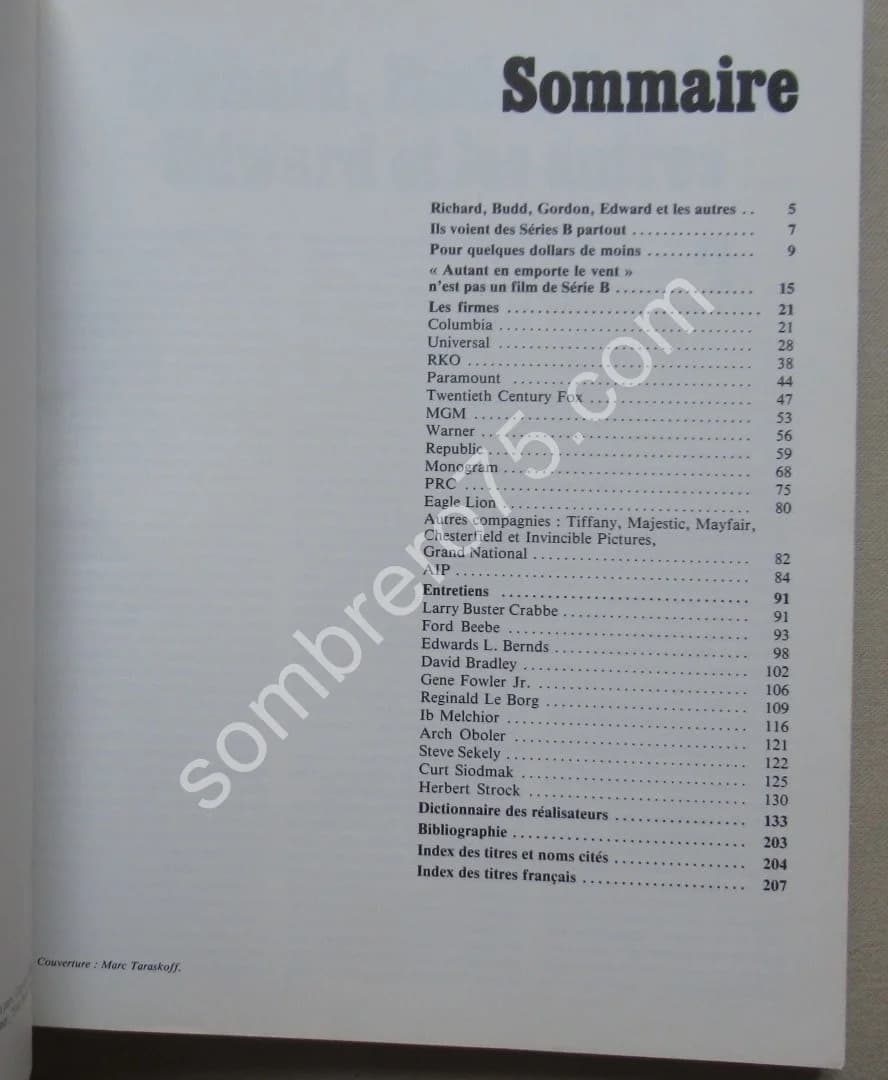 Sommaire
Richard, Budd, Gordon, Edward et les autres .. 5
Ils voient des Séries B partout ................ 7
Pour quelques dollars de moins .............. 9
« Autant en emporte le vent »
n'est pas un film de Série B .................. 15
Les firmes ................................. 21
Columbia ................................. 21
Universal ................................. 28
RKO ..................................... 38
Paramount ................................ 44
Twentieth Century Fox ..................... 47
MGM .................................... 53
Warner ................................... 56
Republic .................................. 59
Monogram ................................ 68
PRC ..................................... 75
Eagle Lion ................................ 80
Autres compagnies : Tiffany, Majestic, Mayfair,
Chesterfield et Invincible Pictures,
Grand National ............................ 82
AIP ...................................... 84
Entretiens ................................ 91
Larry Buster Crabbe ........................ 91
Ford Beebe ............................... 93
Edwards L. Bernds ......................... 98
David Bradley ............................. 102
Gene Fowler Jr. ........................... 106
Reginald Le Borg .......................... 109
Ib Melchior ............................... 116
Arch Oboler .............................. 121
Steve Sekely .............................. 122
Curt Siodmak ............................. 125
Herbert Strock ............................ 130
Dictionnaire des réalisateurs ................. 133
Bibliographie .............................. 203
Index des titres et noms cités ................. 204
Index des titres français ..................... 207
Couverture : Marc Taraskoff.
sombrero75.com